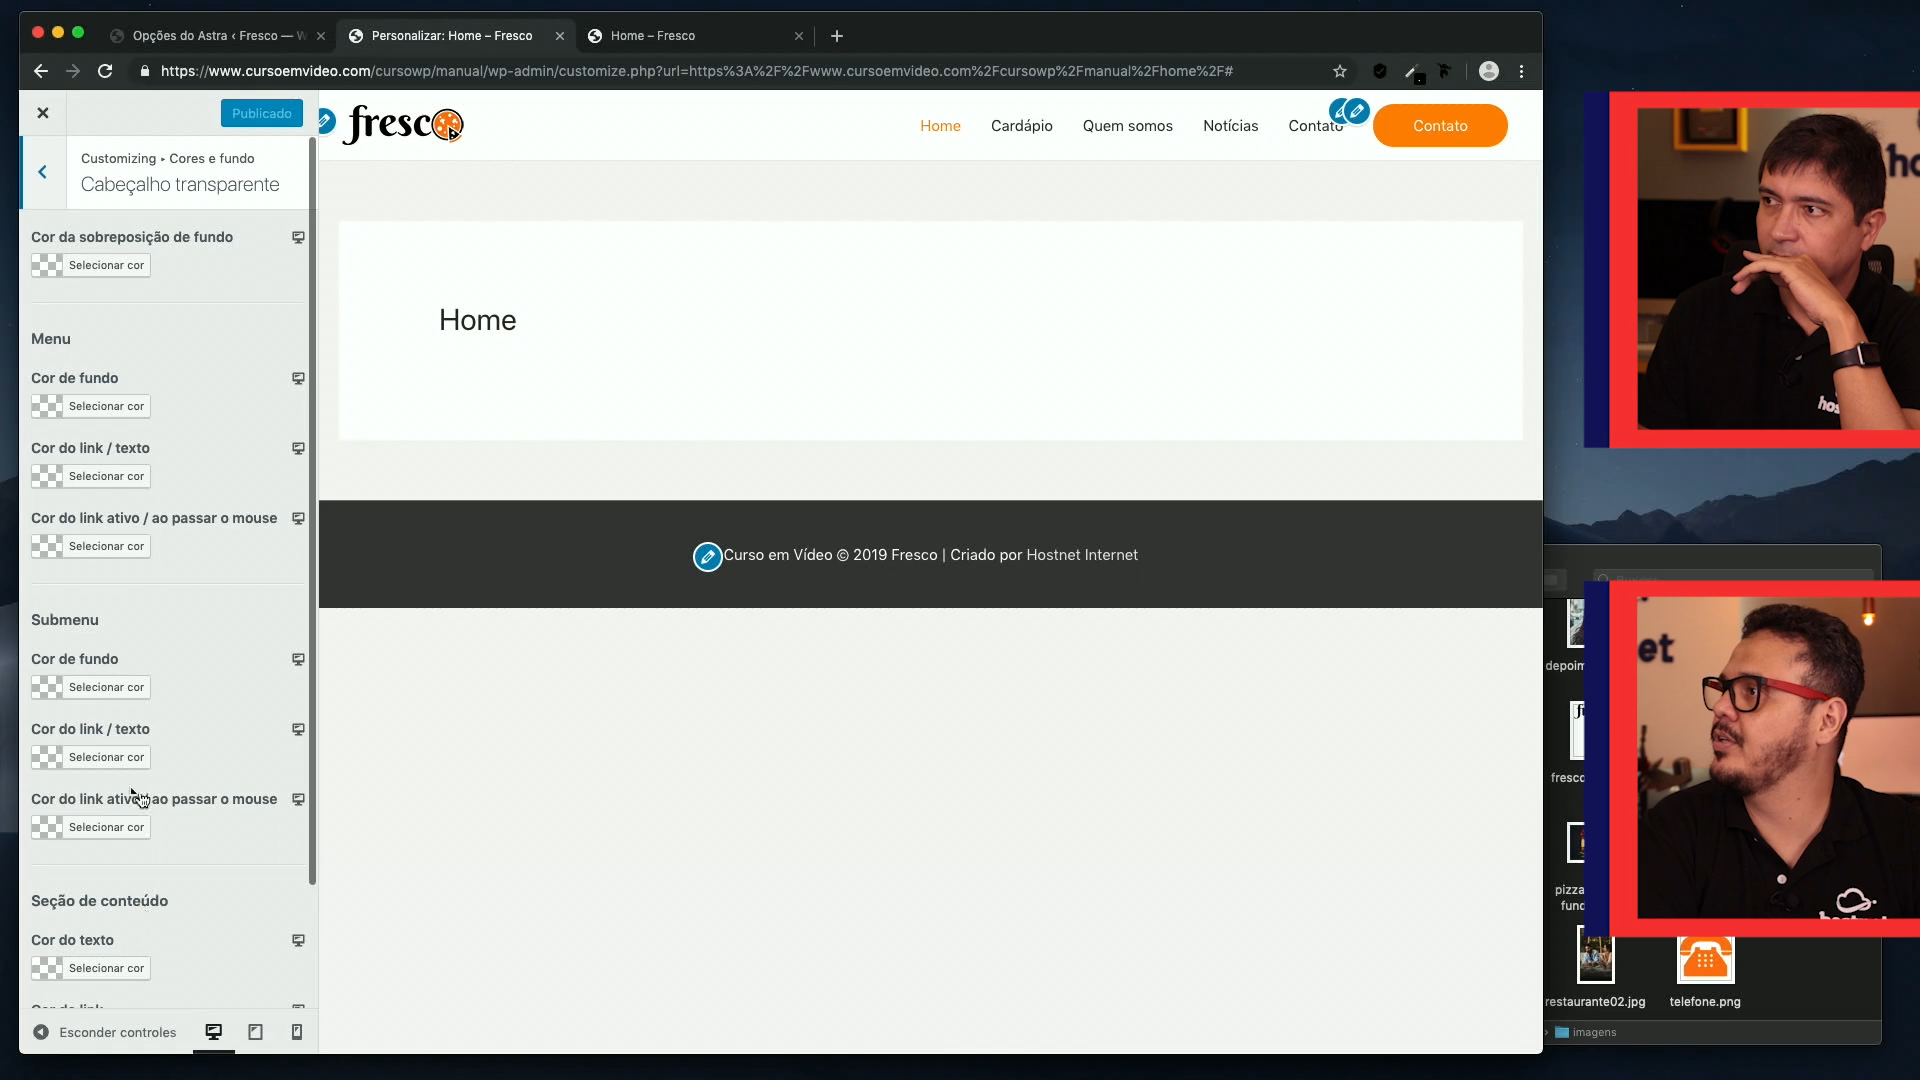 Opções do Astra ‹ Fresco — W
Personalizar: Home – Fresco
Home – Fresco
https://www.cursoemvideo.com/cursowp/manual/wp-admin/customize.php?url=https%3A%2F%2Fwww.cursoemvideo.com%2Fcursowp%2Fmanual%2Fhome%2F#
Publicado
Customizing ▸ Cores e fundo
Cabeçalho transparente
Cor da sobreposição de fundo
Selecionar cor
Menu
Cor de fundo
Selecionar cor
Cor do link / texto
Selecionar cor
Cor do link ativo / ao passar o mouse
Selecionar cor
Submenu
Cor de fundo
Selecionar cor
Cor do link / texto
Selecionar cor
Cor do link ativo / ao passar o mouse
Selecionar cor
Seção de conteúdo
Cor do texto
Selecionar cor
Esconder controles
fresco
Home
Cardápio
Quem somos
Notícias
Contato
Contato
Home
Curso em Vídeo © 2019 Fresco | Criado por Hostnet Internet
ho
hos
et
hostnet
depoim
fresco
pizza
fund
restaurante02.jpg
telefone.png
imagens